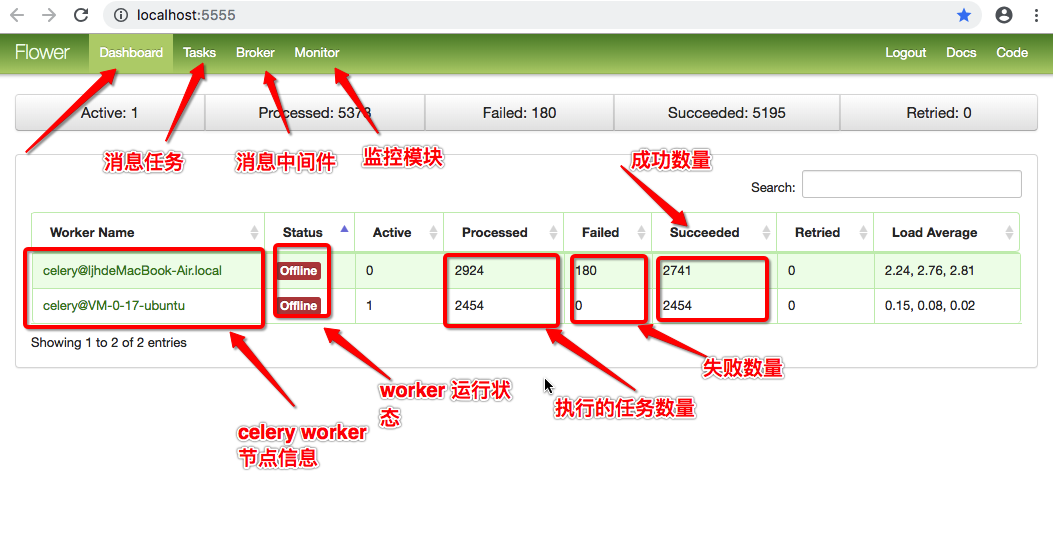 localhost:5555
Flower Dashboard Tasks Broker Monitor Logout Docs Code
Active: 1 Processed: 5378 Failed: 180 Succeeded: 5195 Retried: 0
消息任务 消息中间件 监控模块 成功数量
Search:
Worker Name Status Active Processed Failed Succeeded Retried Load Average
celery@ljhdeMacBook-Air.local Offline 0 2924 180 2741 0 2.24, 2.76, 2.81
celery@VM-0-17-ubuntu Offline 1 2454 0 2454 0 0.15, 0.08, 0.02
Showing 1 to 2 of 2 entries
失败数量
worker 运行状
态
执行的任务数量
celery worker
节点信息